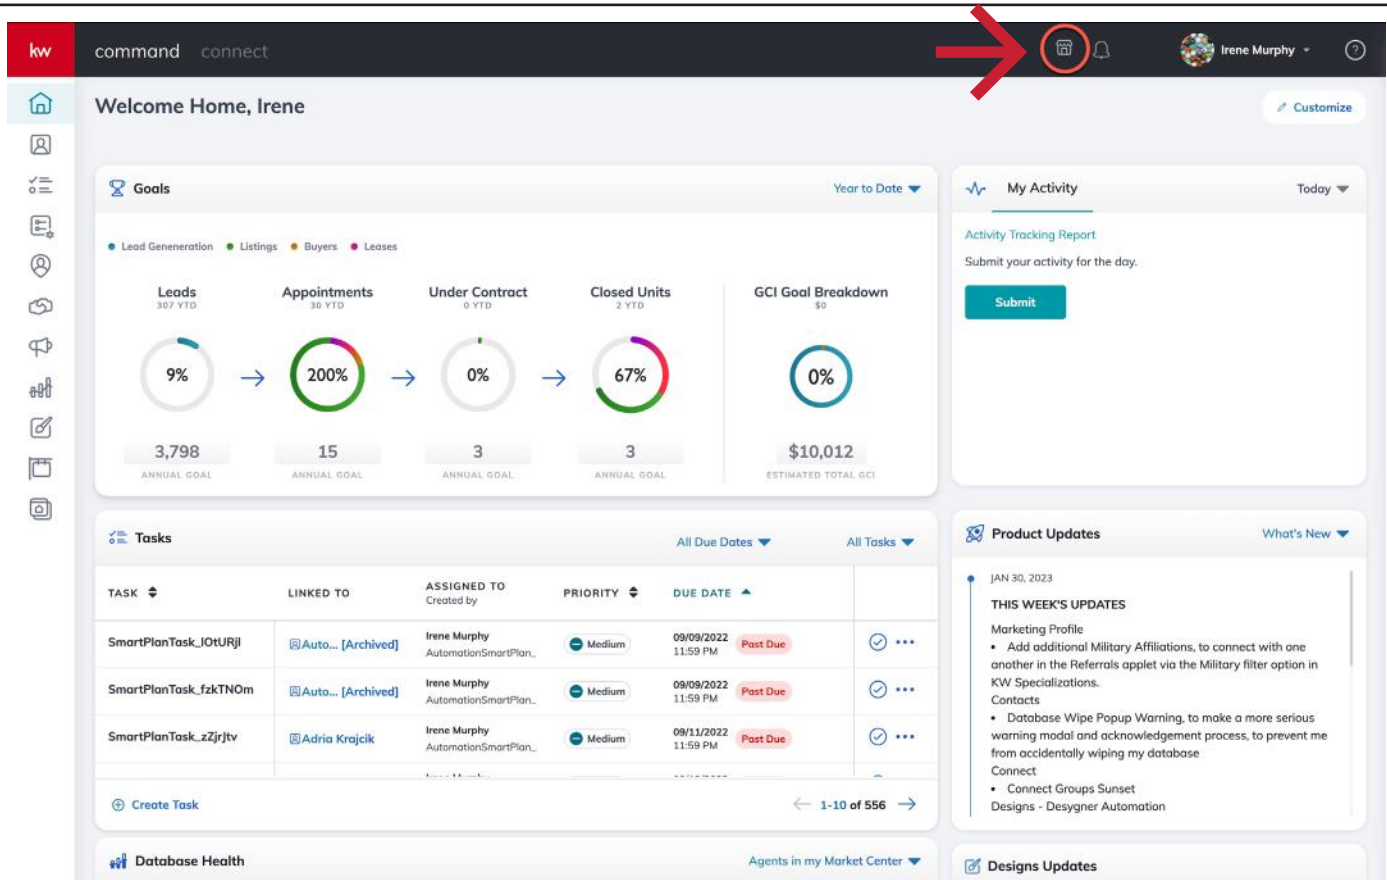 kw command connect
Irene Murphy
?
Welcome Home, Irene
Customize
Goals
Year to Date
Lead Geneneration Listings Buyers Leases
Leads
307 YTD
9%
3,798
ANNUAL GOAL
Appointments
30 YTD
200%
15
ANNUAL GOAL
Under Contract
0 YTD
0%
3
ANNUAL GOAL
Closed Units
2 YTD
67%
3
ANNUAL GOAL
GCI Goal Breakdown
$0
0%
$10,012
ESTIMATED TOTAL GCI
My Activity
Today
Activity Tracking Report
Submit your activity for the day.
Submit
Tasks
All Due Dates
All Tasks
TASK LINKED TO ASSIGNED TO PRIORITY DUE DATE
Created by
SmartPlanTask_lOtURjl Auto... [Archived] Irene Murphy Medium 09/09/2022 Past Due
AutomationSmartPlan_ 11:59 PM
SmartPlanTask_fzkTNOm Auto... [Archived] Irene Murphy Medium 09/09/2022 Past Due
AutomationSmartPlan_ 11:59 PM
SmartPlanTask_zZjrJtv Adria Krajcik Irene Murphy Medium 09/11/2022 Past Due
AutomationSmartPlan_ 11:59 PM
Create Task
1-10 of 556
Product Updates
What's New
JAN 30, 2023
THIS WEEK'S UPDATES
Marketing Profile
• Add additional Military Affiliations, to connect with one
another in the Referrals applet via the Military filter option in
KW Specializations.
Contacts
• Database Wipe Popup Warning, to make a more serious
warning modal and acknowledgement process, to prevent me
from accidentally wiping my database
Connect
• Connect Groups Sunset
Designs - Desygner Automation
Database Health
Agents in my Market Center
Designs Updates